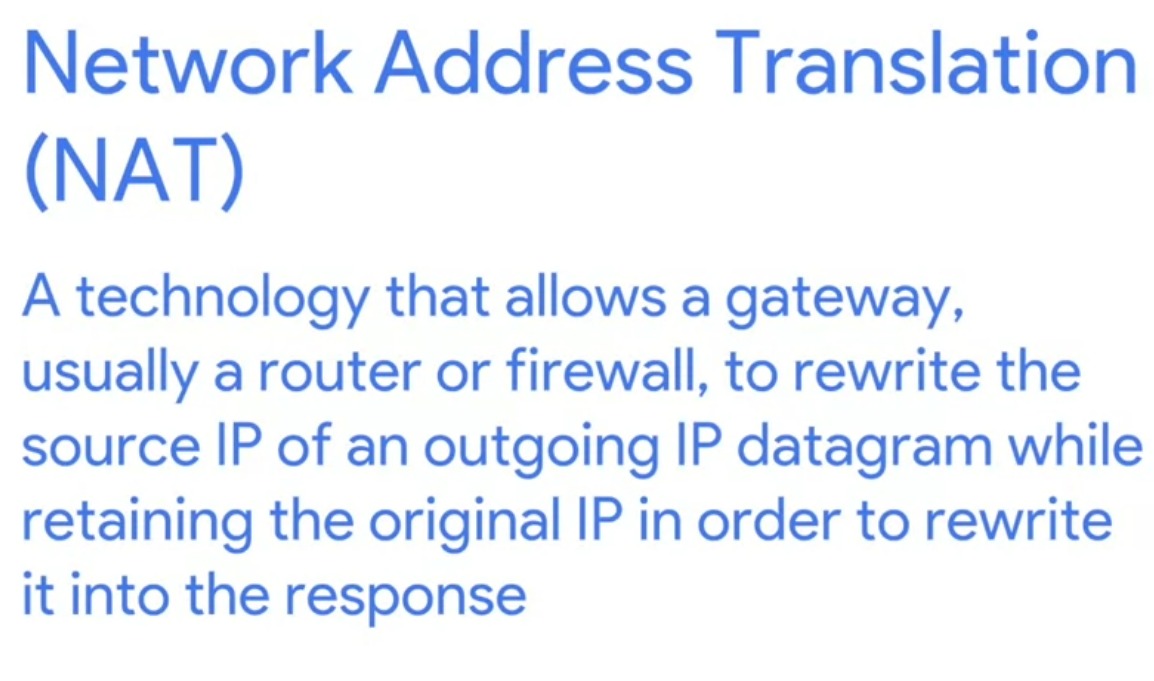 Network Address Translation
(NAT)
A technology that allows a gateway,
usually a router or firewall, to rewrite the
source IP of an outgoing IP datagram while
retaining the original IP in order to rewrite
it into the response